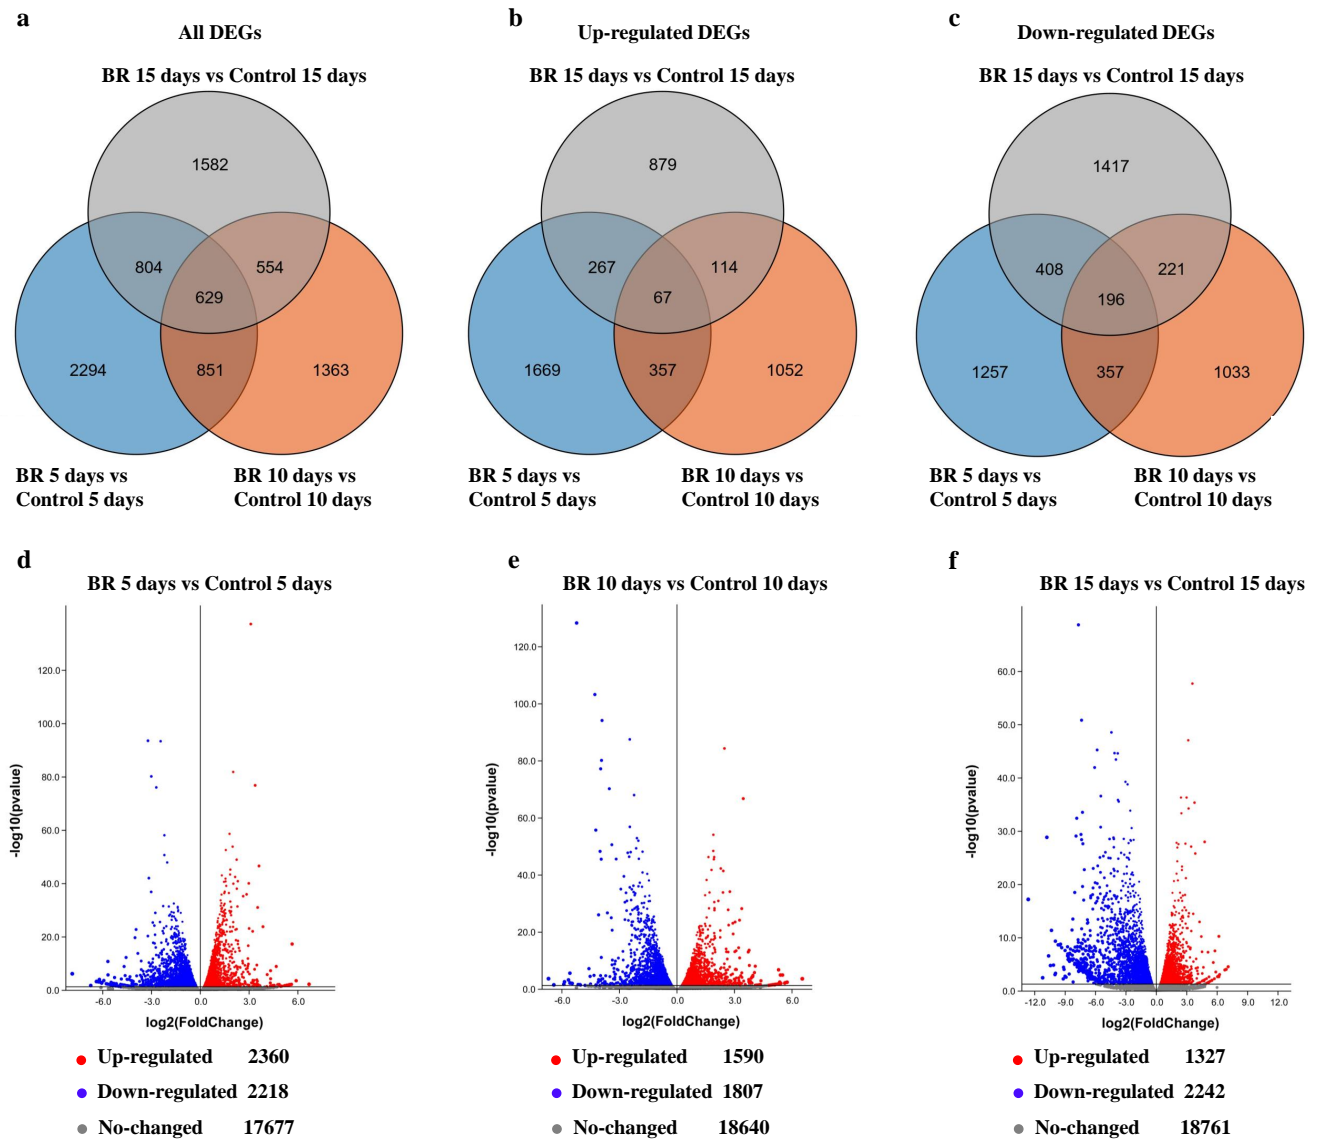 a
All DEGs
BR 15 days vs Control 15 days
1582
804
554
629
2294
851
1363
BR 5 days vs
Control 5 days
BR 10 days vs
Control 10 days
b
Up-regulated DEGs
BR 15 days vs Control 15 days
879
267
114
67
1669
357
1052
BR 5 days vs
Control 5 days
BR 10 days vs
Control 10 days
c
Down-regulated DEGs
BR 15 days vs Control 15 days
1417
408
221
196
1257
357
1033
BR 5 days vs
Control 5 days
BR 10 days vs
Control 10 days
d
BR 5 days vs Control 5 days
-log10(pvalue)
120.0
100.0
80.0
60.0
40.0
20.0
0.0
-6.0 -3.0 0.0 3.0 6.0
log2(FoldChange)
Up-regulated 2360
Down-regulated 2218
No-changed 17677
e
BR 10 days vs Control 10 days
-log10(pvalue)
120.0
100.0
80.0
60.0
40.0
20.0
0.0
-6.0 -3.0 0.0 3.0 6.0
log2(FoldChange)
Up-regulated 1590
Down-regulated 1807
No-changed 18640
f
BR 15 days vs Control 15 days
-log10(pvalue)
60.0
50.0
40.0
30.0
20.0
10.0
0.0
-12.0 -9.0 -6.0 -3.0 0.0 3.0 6.0 9.0 12.0
log2(FoldChange)
Up-regulated 1327
Down-regulated 2242
No-changed 18761